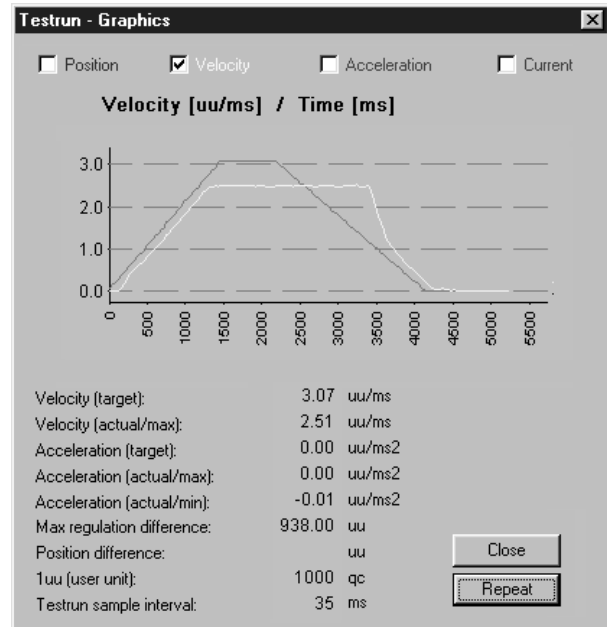 Testrun - Graphics
Position Velocity Acceleration Current
Velocity [uu/ms] / Time [ms]
3.0
2.0
1.0
0.0
0 500 1000 1500 2000 2500 3000 3500 4000 4500 5000 5500
Velocity (target): 3.07 uu/ms
Velocity (actual/max): 2.51 uu/ms
Acceleration (target): 0.00 uu/ms2
Acceleration (actual/max): 0.00 uu/ms2
Acceleration (actual/min): -0.01 uu/ms2
Max regulation difference: 938.00 uu
Position difference: uu
1uu (user unit): 1000 qc
Testrun sample interval: 35 ms
Close
Repeat